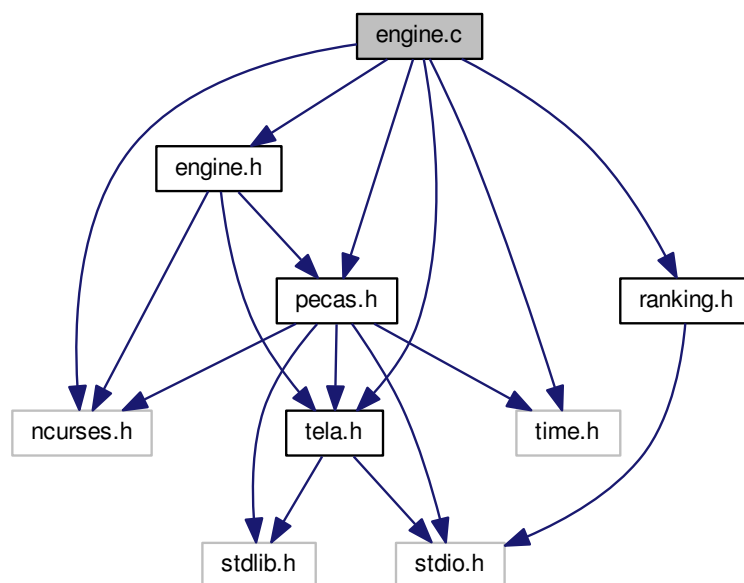 engine.c
engine.h
pecas.h
ranking.h
ncurses.h
tela.h
time.h
stdlib.h
stdio.h